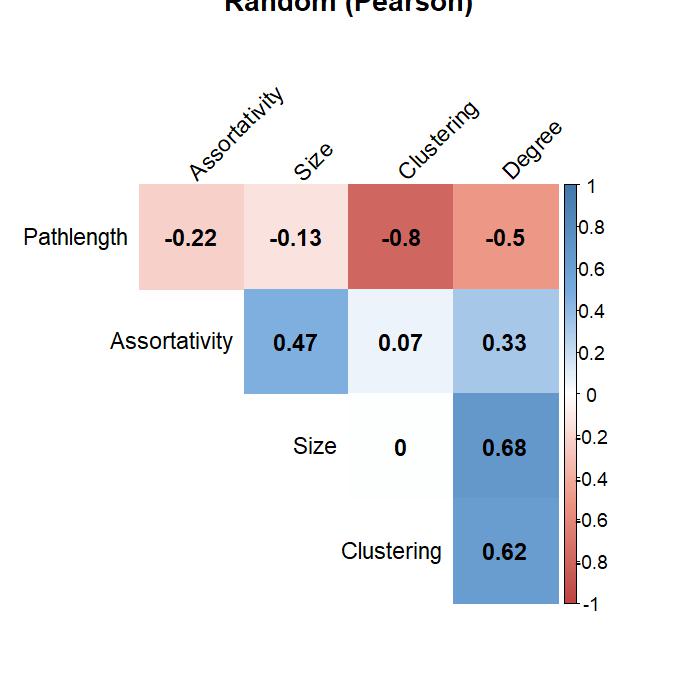 Random (Pearson)
Assortativity Size Clustering Degree
Pathlength -0.22 -0.13 -0.8 -0.5
Assortativity 0.47 0.07 0.33
Size 0 0.68
Clustering 0.62
1
0.8
0.6
0.4
0.2
0
-0.2
-0.4
-0.6
-0.8
-1